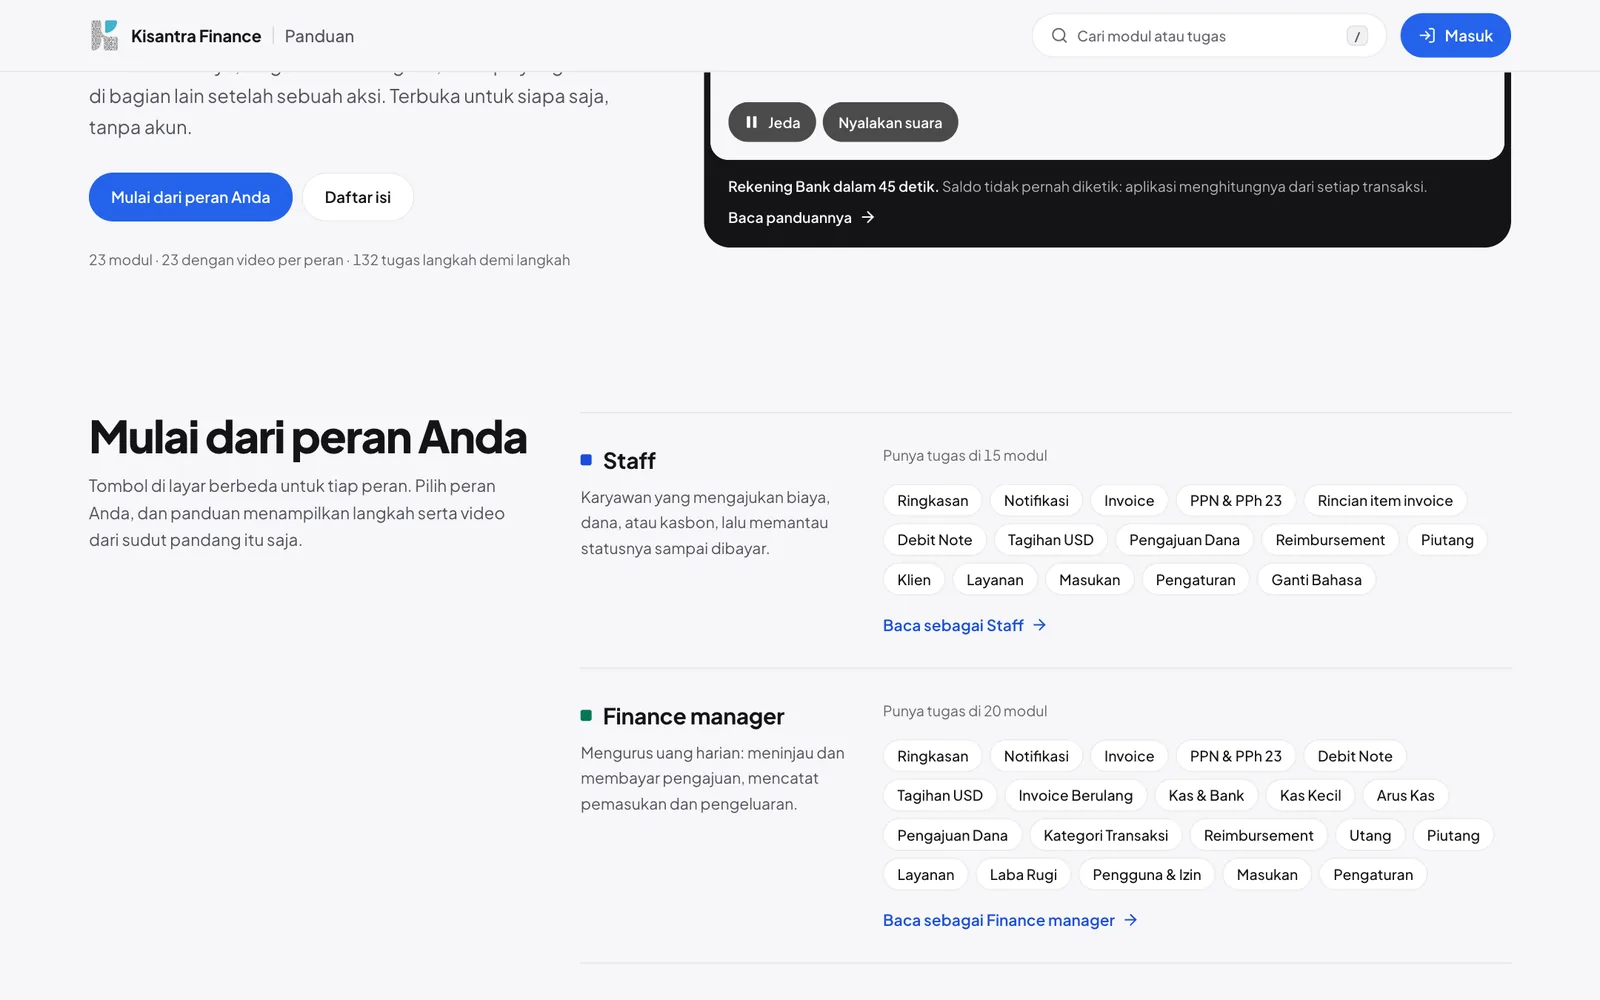 Kisantra Finance
Panduan
Cari modul atau tugas
/
Masuk
di bagian lain setelah sebuah aksi. Terbuka untuk siapa saja,
tanpa akun.
Mulai dari peran Anda
Daftar isi
23 modul · 23 dengan video per peran · 132 tugas langkah demi langkah
Jeda
Nyalakan suara
Rekening Bank dalam 45 detik. Saldo tidak pernah diketik: aplikasi menghitungnya dari setiap transaksi.
Baca panduannya →
Mulai dari peran Anda
Tombol di layar berbeda untuk tiap peran. Pilih peran
Anda, dan panduan menampilkan langkah serta video
dari sudut pandang itu saja.
Staff
Karyawan yang mengajukan biaya,
dana, atau kasbon, lalu memantau
statusnya sampai dibayar.
Punya tugas di 15 modul
Ringkasan Notifikasi Invoice PPN & PPh 23 Rincian item invoice
Debit Note Tagihan USD Pengajuan Dana Reimbursement Piutang
Klien Layanan Masukan Pengaturan Ganti Bahasa
Baca sebagai Staff →
Finance manager
Mengurus uang harian: meninjau dan
membayar pengajuan, mencatat
pemasukan dan pengeluaran.
Punya tugas di 20 modul
Ringkasan Notifikasi Invoice PPN & PPh 23 Debit Note
Tagihan USD Invoice Berulang Kas & Bank Kas Kecil Arus Kas
Pengajuan Dana Kategori Transaksi Reimbursement Utang Piutang
Layanan Laba Rugi Pengguna & Izin Masukan Pengaturan
Baca sebagai Finance manager →